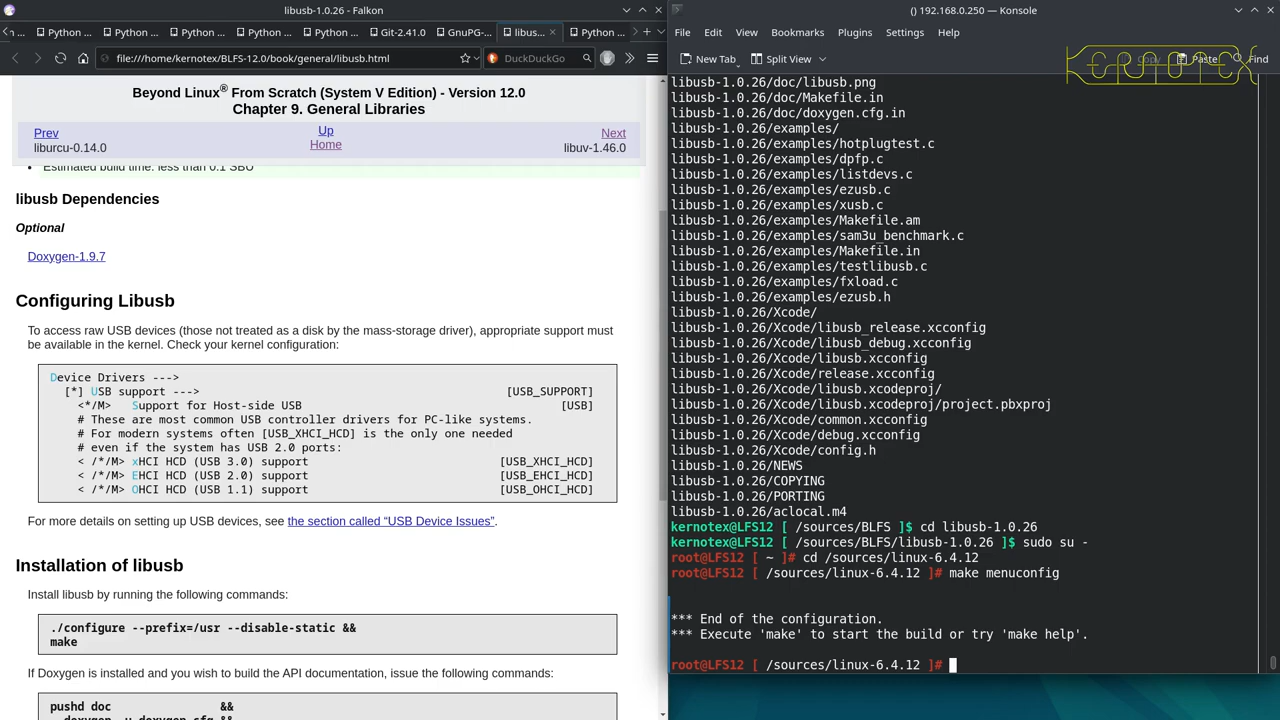 libusb-1.0.26 - Falkon
Python ...
Python ...
Python ...
Python ...
Python ...
Git-2.41.0
GnuPG-...
libus...
Python ...
file:///home/kernotex/BLFS-12.0/book/general/libusb.html
DuckDuckGo
Beyond Linux® From Scratch (System V Edition) - Version 12.0
Chapter 9. General Libraries
Prev
Up
Next
liburcu-0.14.0
Home
libuv-1.46.0
Estimated build time: less than 0.1 SBU
libusb Dependencies
Optional
Doxygen-1.9.7
Configuring Libusb
To access raw USB devices (those not treated as a disk by the mass-storage driver), appropriate support must
be available in the kernel. Check your kernel configuration:
Device Drivers --->
[*] USB support ---> [USB_SUPPORT]
<*/M> Support for Host-side USB [USB]
# These are most common USB controller drivers for PC-like systems.
# For modern systems often [USB_XHCI_HCD] is the only one needed
# even if the system has USB 2.0 ports:
< /*/M> xHCI HCD (USB 3.0) support [USB_XHCI_HCD]
< /*/M> EHCI HCD (USB 2.0) support [USB_EHCI_HCD]
< /*/M> OHCI HCD (USB 1.1) support [USB_OHCI_HCD]
For more details on setting up USB devices, see the section called “USB Device Issues”.
Installation of libusb
Install libusb by running the following commands:
./configure --prefix=/usr --disable-static &&
make
If Doxygen is installed and you wish to build the API documentation, issue the following commands:
pushd doc &&
doxygen -u doxygen.cfg &&
() 192.168.0.250 — Konsole
File Edit View Bookmarks Plugins Settings Help
New Tab Split View Copy Paste Find
KERNOTEX
libusb-1.0.26/doc/libusb.png
libusb-1.0.26/doc/Makefile.in
libusb-1.0.26/doc/doxygen.cfg.in
libusb-1.0.26/examples/
libusb-1.0.26/examples/hotplugtest.c
libusb-1.0.26/examples/dpfp.c
libusb-1.0.26/examples/listdevs.c
libusb-1.0.26/examples/ezusb.c
libusb-1.0.26/examples/xusb.c
libusb-1.0.26/examples/Makefile.am
libusb-1.0.26/examples/sam3u_benchmark.c
libusb-1.0.26/examples/Makefile.in
libusb-1.0.26/examples/testlibusb.c
libusb-1.0.26/examples/fxload.c
libusb-1.0.26/examples/ezusb.h
libusb-1.0.26/Xcode/
libusb-1.0.26/Xcode/libusb_release.xcconfig
libusb-1.0.26/Xcode/libusb_debug.xcconfig
libusb-1.0.26/Xcode/libusb.xcconfig
libusb-1.0.26/Xcode/release.xcconfig
libusb-1.0.26/Xcode/libusb.xcodeproj/
libusb-1.0.26/Xcode/libusb.xcodeproj/project.pbxproj
libusb-1.0.26/Xcode/common.xcconfig
libusb-1.0.26/Xcode/debug.xcconfig
libusb-1.0.26/Xcode/config.h
libusb-1.0.26/NEWS
libusb-1.0.26/COPYING
libusb-1.0.26/PORTING
libusb-1.0.26/aclocal.m4
kernotex@LFS12 [ /sources/BLFS ]$ cd libusb-1.0.26
kernotex@LFS12 [ /sources/BLFS/libusb-1.0.26 ]$ sudo su -
root@LFS12 [ ~ ]# cd /sources/linux-6.4.12
root@LFS12 [ /sources/linux-6.4.12 ]# make menuconfig
*** End of the configuration.
*** Execute 'make' to start the build or try 'make help'.
root@LFS12 [ /sources/linux-6.4.12 ]#